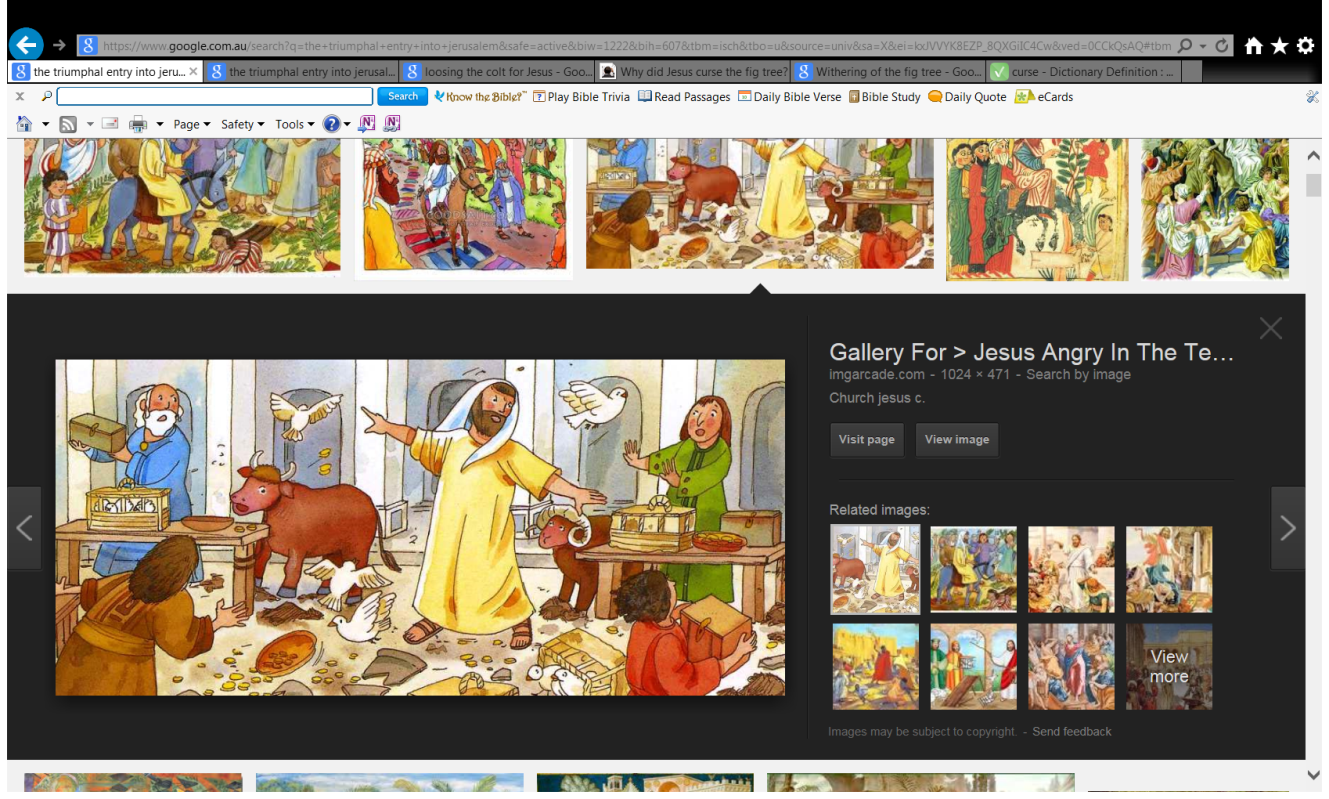 https://www.google.com.au/search?q=the+triumphal+entry+into+jerusalem&safe=active&biw=1222&bih=607&tbm=isch&tbo=u&source=univ&sa=X&ei=
the triumphal entry into jeru...
the triumphal entry into jerusal...
loosing the colt for Jesus - Goo...
Why did Jesus curse the fig tree?
Withering of the fig tree - Goo...
curse - Dictionary Definition : ...
x Search Know the Bible?™ Play Bible Trivia Read Passages Daily Bible Verse Bible Study Daily Quote eCards
Page Safety Tools
Gallery For > Jesus Angry In The Te...
imgarcade.com - 1024 × 471 - Search by image
Church jesus c.
Visit page View image
Related images:
View
more
Images may be subject to copyright. - Send feedback